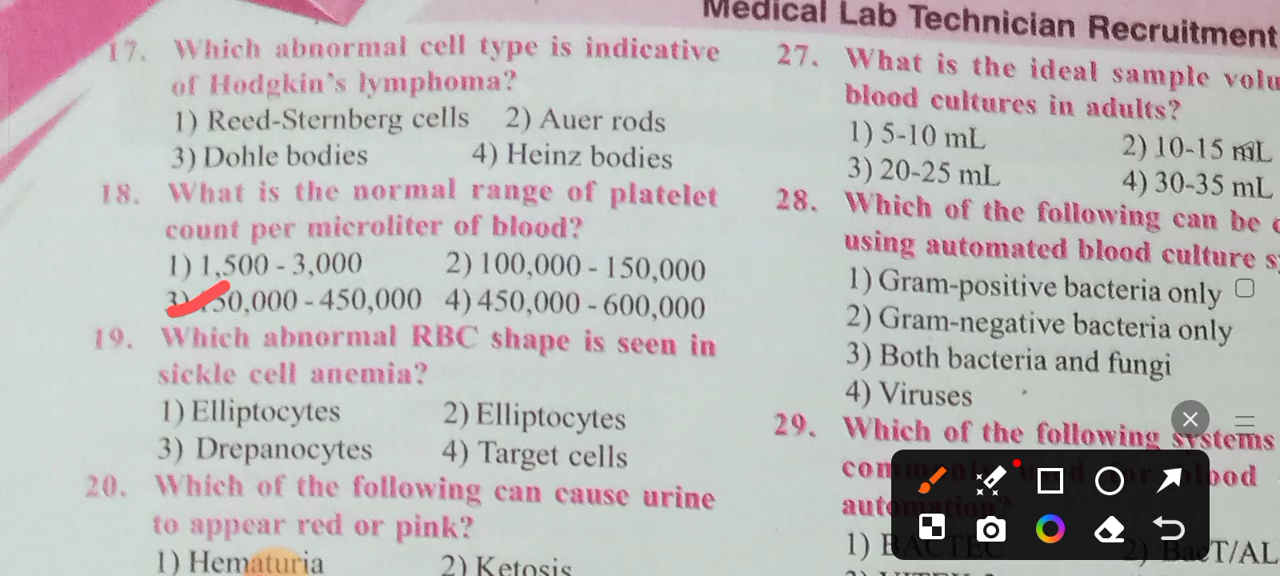 Medical Lab Technician Recruitment
17. Which abnormal cell type is indicative
of Hodgkin's lymphoma?
1) Reed-Sternberg cells 2) Auer rods
3) Dohle bodies 4) Heinz bodies
18. What is the normal range of platelet
count per microliter of blood?
1) 1,500 - 3,000 2) 100,000 - 150,000
3) 150,000 - 450,000 4) 450,000 - 600,000
19. Which abnormal RBC shape is seen in
sickle cell anemia?
1) Elliptocytes 2) Elliptocytes
3) Drepanocytes 4) Target cells
20. Which of the following can cause urine
to appear red or pink?
1) Hematuria 2) Ketosis
27. What is the ideal sample volu
blood cultures in adults?
1) 5-10 mL 2) 10-15 mL
3) 20-25 mL 4) 30-35 mL
28. Which of the following can be
using automated blood culture s
1) Gram-positive bacteria only
2) Gram-negative bacteria only
3) Both bacteria and fungi
4) Viruses
29. Which of the following systems
blood
1) BACTEC 2) BacT/AL